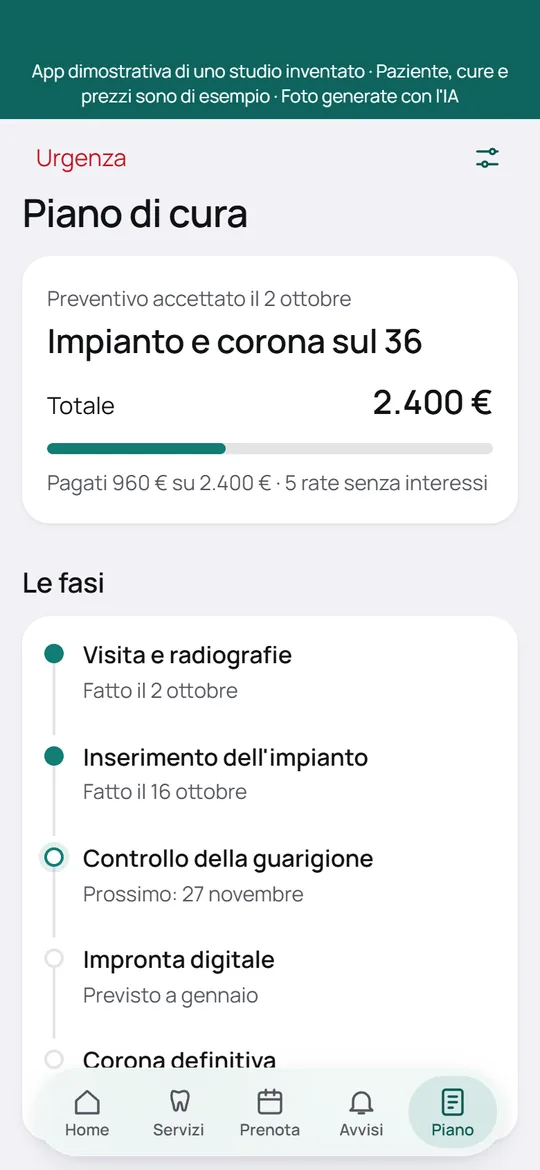 App dimostrativa di uno studio inventato · Paziente, cure e
prezzi sono di esempio · Foto generate con l'IA
Urgenza
Piano di cura
Preventivo accettato il 2 ottobre
Impianto e corona sul 36
Totale
2.400 €
Pagati 960 € su 2.400 € · 5 rate senza interessi
Le fasi
Visita e radiografie
Fatto il 2 ottobre
Inserimento dell'impianto
Fatto il 16 ottobre
Controllo della guarigione
Prossimo: 27 novembre
Impronta digitale
Previsto a gennaio
Corona definitiva
Home
Servizi
Prenota
Avvisi
Piano